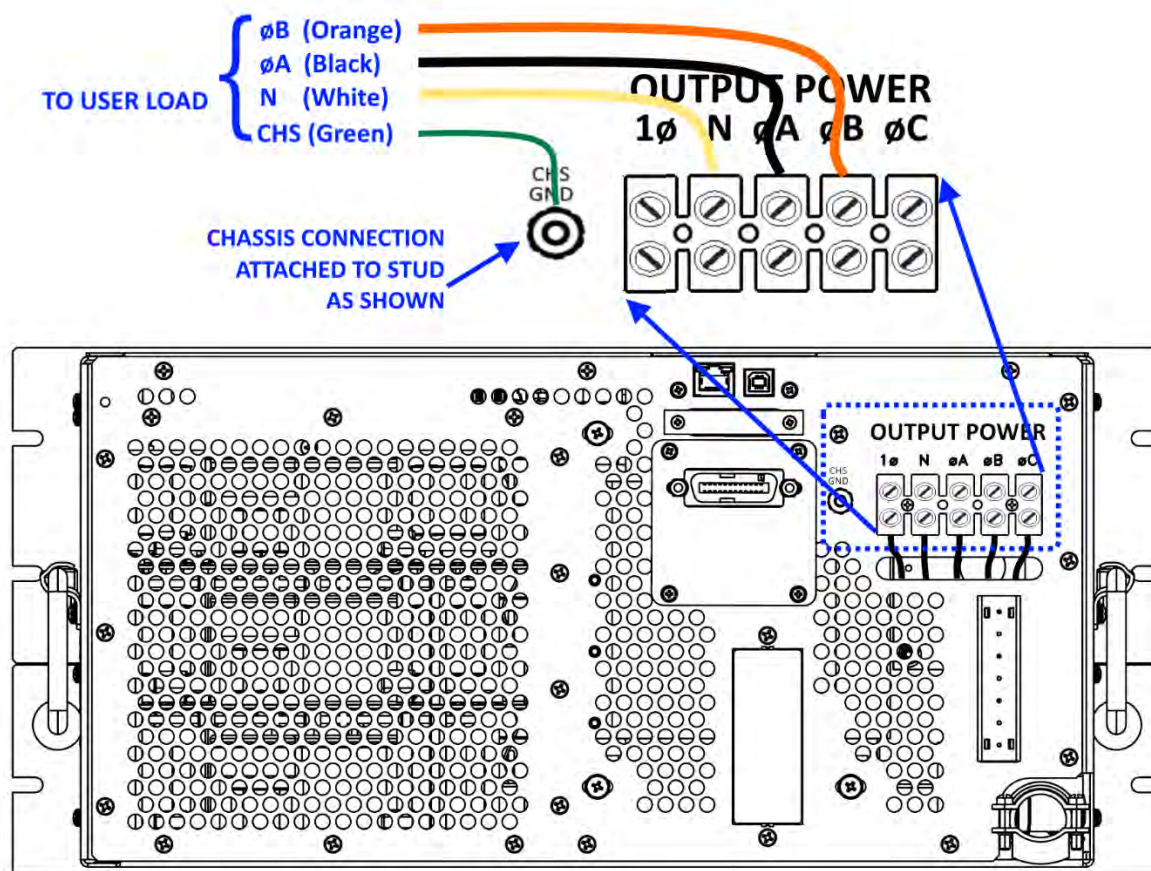 øB (Orange)
øA (Black)
N (White)
CHS (Green)
TO USER LOAD
OUTPUT POWER
1ø N øA øB øC
CHS
GND
CHASSIS CONNECTION
ATTACHED TO STUD
AS SHOWN
OUTPUT POWER
1ø N øA øB øC
CHS
GND